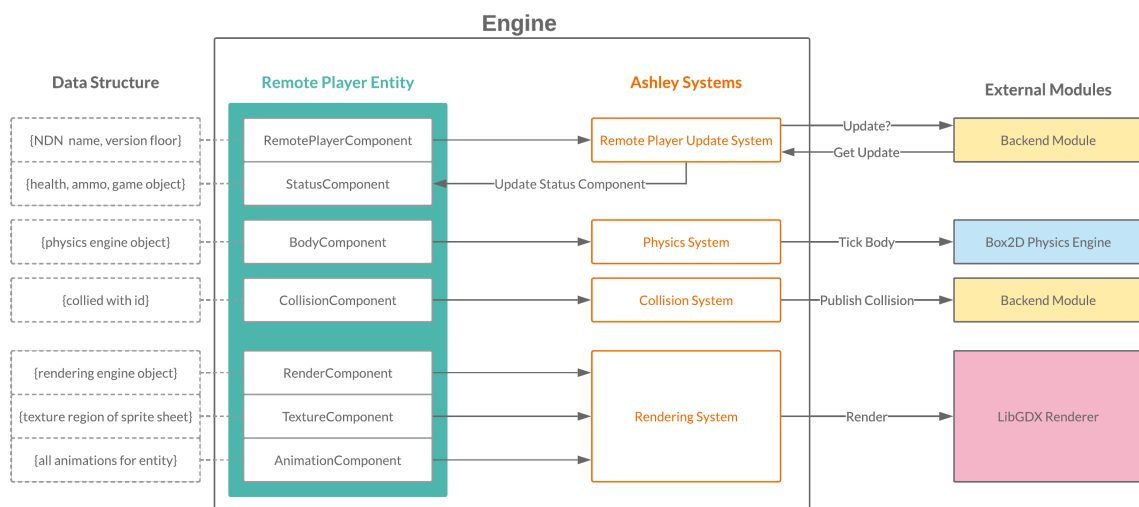 Engine
Data Structure
Remote Player Entity
Ashley Systems
External Modules
{NDN name, version floor}
RemotePlayerComponent
Remote Player Update System
Update?
Get Update
Backend Module
{health, ammo, game object}
StatusComponent
Update Status Component
{physics engine object}
BodyComponent
Physics System
Tick Body
Box2D Physics Engine
{collied with id}
CollisionComponent
Collision System
Publish Collision
Backend Module
{rendering engine object}
RenderComponent
{texture region of sprite sheet}
TextureComponent
Rendering System
Render
LibGDX Renderer
{all animations for entity}
AnimationComponent